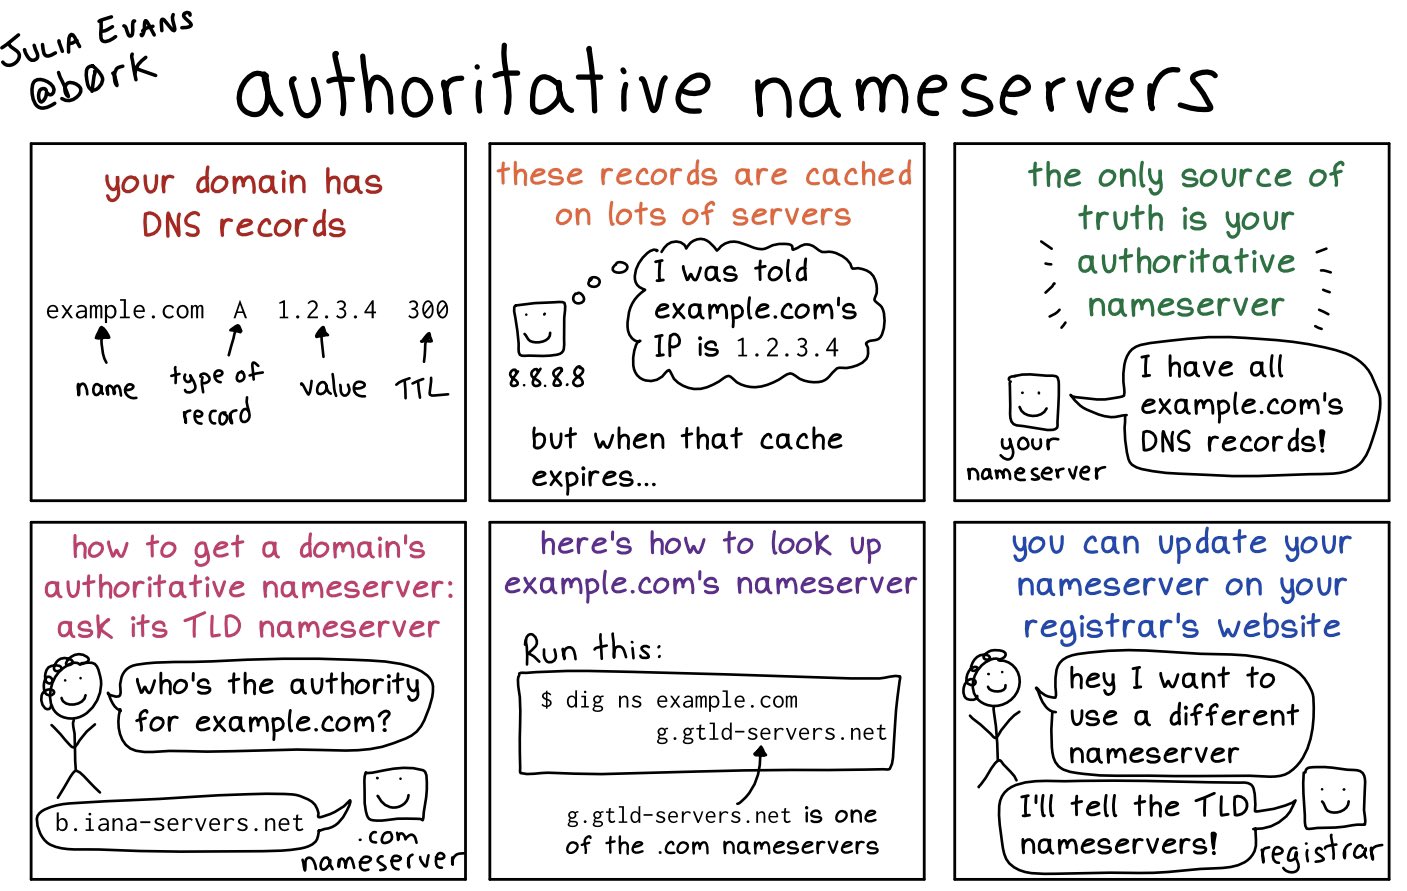 JULIA EVANS
@b0rk
authoritative nameservers
your domain has
DNS records
example.com A 1.2.3.4 300
name
type of
record
value
TTL
these records are cached
on lots of servers
I was told
example.com's
IP is 1.2.3.4
8.8.8.8
but when that cache
expires...
the only source of
truth is your
authoritative
nameserver
I have all
example.com's
DNS records!
your
nameserver
how to get a domain's
authoritative nameserver:
ask its TLD nameserver
who's the authority
for example.com?
b.iana-servers.net
.com
nameserver
here's how to look up
example.com's nameserver
Run this:
$ dig ns example.com
g.gtld-servers.net
g.gtld-servers.net is one
of the .com nameservers
you can update your
nameserver on your
registrar's website
hey I want to
use a different
nameserver
I'll tell the TLD
nameservers!
registrar